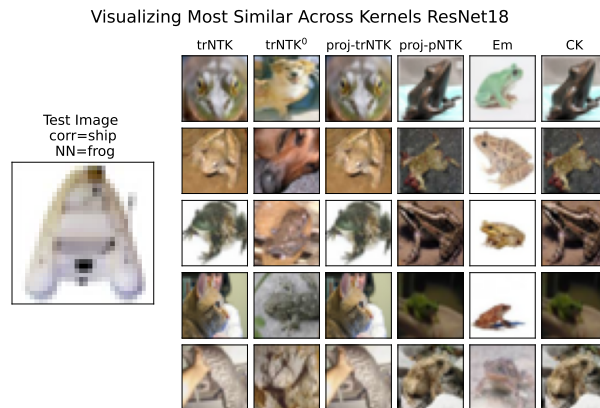 Visualizing Most Similar Across Kernels ResNet18
trNTK trNTK⁰ proj-trNTK proj-pNTK Em CK
Test Image
corr=ship
NN=frog